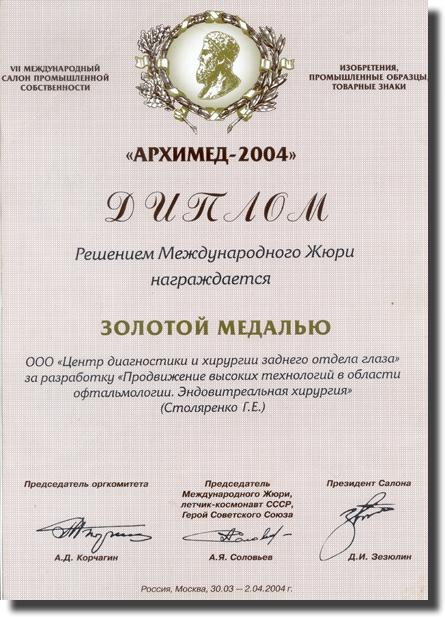 VII МЕЖДУНАРОДНЫЙ
САЛОН ПРОМЫШЛЕННОЙ
СОБСТВЕННОСТИ
ИЗОБРЕТЕНИЯ,
ПРОМЫШЛЕННЫЕ ОБРАЗЦЫ,
ТОВАРНЫЕ ЗНАКИ
«АРХИМЕД-2004»
ДИПЛОМ
Решением Международного Жюри
награждается
ЗОЛОТОЙ МЕДАЛЬЮ
ООО «Центр диагностики и хирургии заднего отдела глаза»
за разработку «Продвижение высоких технологий в области
офтальмологии. Эндовитреальная хирургия»
(Столяренко Г.Е.)
Председатель оргкомитета
А.Д. Корчагин
Председатель
Международного Жюри,
летчик-космонавт СССР,
Герой Советского Союза
А.Я. Соловьев
Президент Салона
Д.И. Зезюлин
Россия, Москва, 30.03 – 2.04.2004 г.